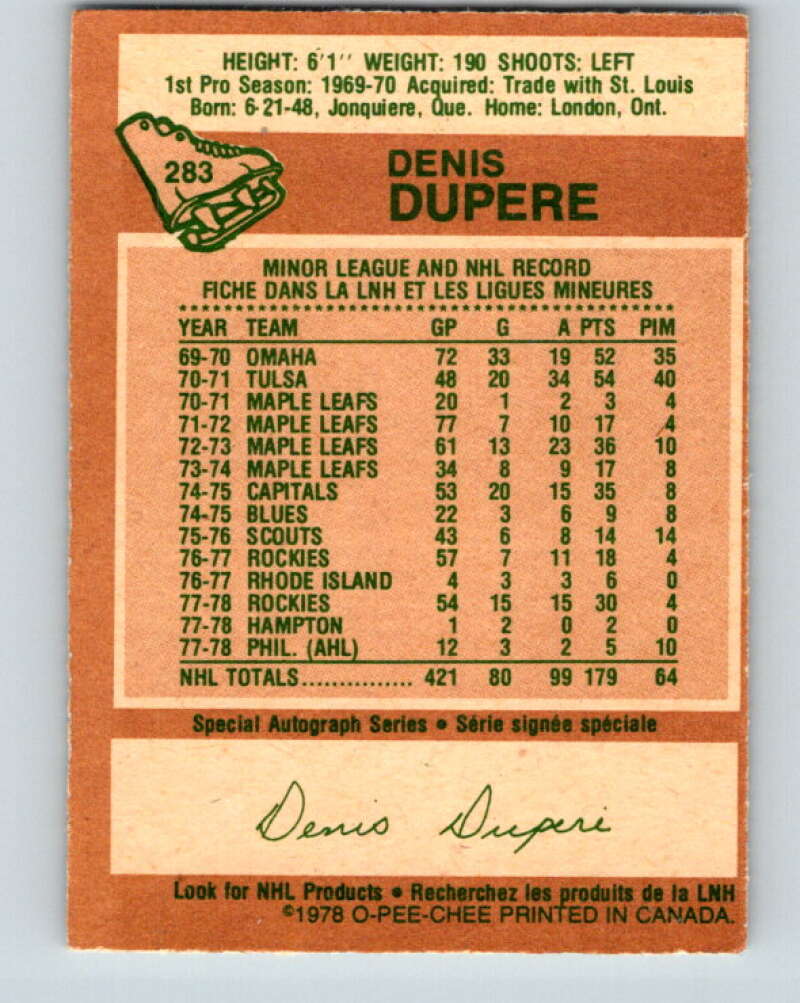 HEIGHT: 6'1'' WEIGHT: 190 SHOOTS: LEFT
1st Pro Season: 1969-70 Acquired: Trade with St. Louis
Born: 6-21-48, Jonquiere, Que. Home: London, Ont.
283
DENIS
DUPERE
MINOR LEAGUE AND NHL RECORD
FICHE DANS LA LNH ET LES LIGUES MINEURES
YEAR TEAM GP G A PTS PIM
69-70 OMAHA 72 33 19 52 35
70-71 TULSA 48 20 34 54 40
70-71 MAPLE LEAFS 20 1 2 3 4
71-72 MAPLE LEAFS 77 7 10 17 4
72-73 MAPLE LEAFS 61 13 23 36 10
73-74 MAPLE LEAFS 34 8 9 17 8
74-75 CAPITALS 53 20 15 35 8
74-75 BLUES 22 3 6 9 8
75-76 SCOUTS 43 6 8 14 14
76-77 ROCKIES 57 7 11 18 4
76-77 RHODE ISLAND 4 3 3 6 0
77-78 ROCKIES 54 15 15 30 4
77-78 HAMPTON 1 2 0 2 0
77-78 PHIL. (AHL) 12 3 2 5 10
NHL TOTALS............... 421 80 99 179 64
Special Autograph Series • Série signée spéciale
Denis Dupere
Look for NHL Products • Recherchez les produits de la LNH
©1978 O-PEE-CHEE PRINTED IN CANADA.